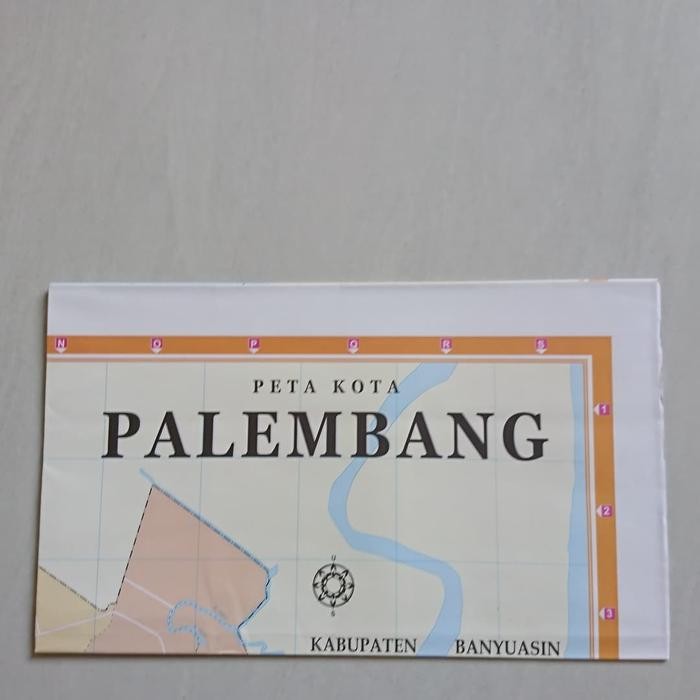 N O P Q R S
PETA KOTA
PALEMBANG
1
2
U
S
3
KABUPATEN BANYUASIN